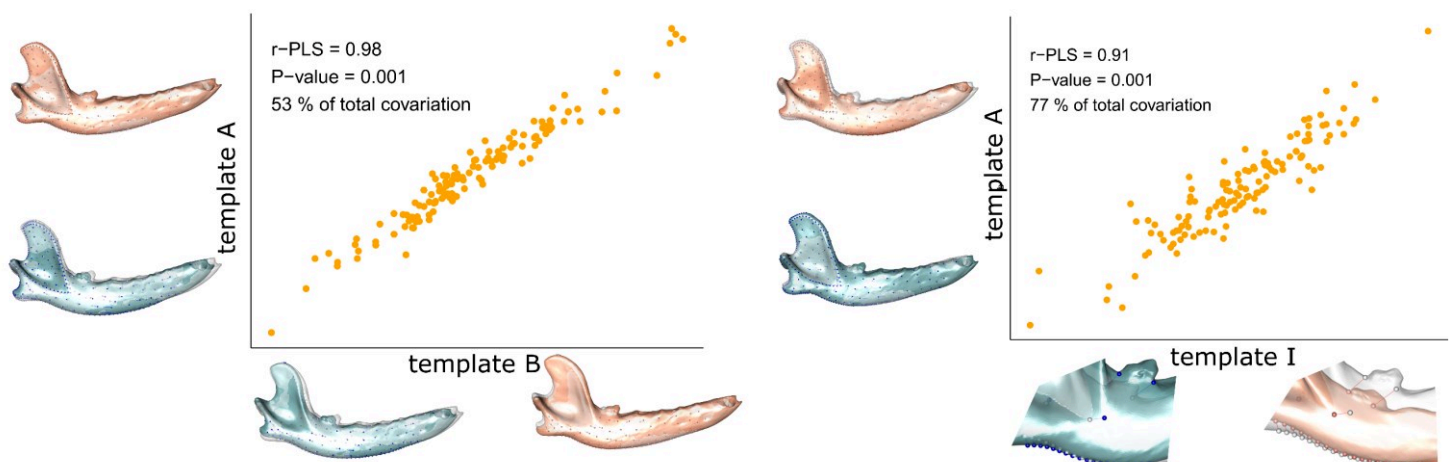 r−PLS = 0.98
P−value = 0.001
53 % of total covariation
template A
template B
r−PLS = 0.91
P−value = 0.001
77 % of total covariation
template A
template I